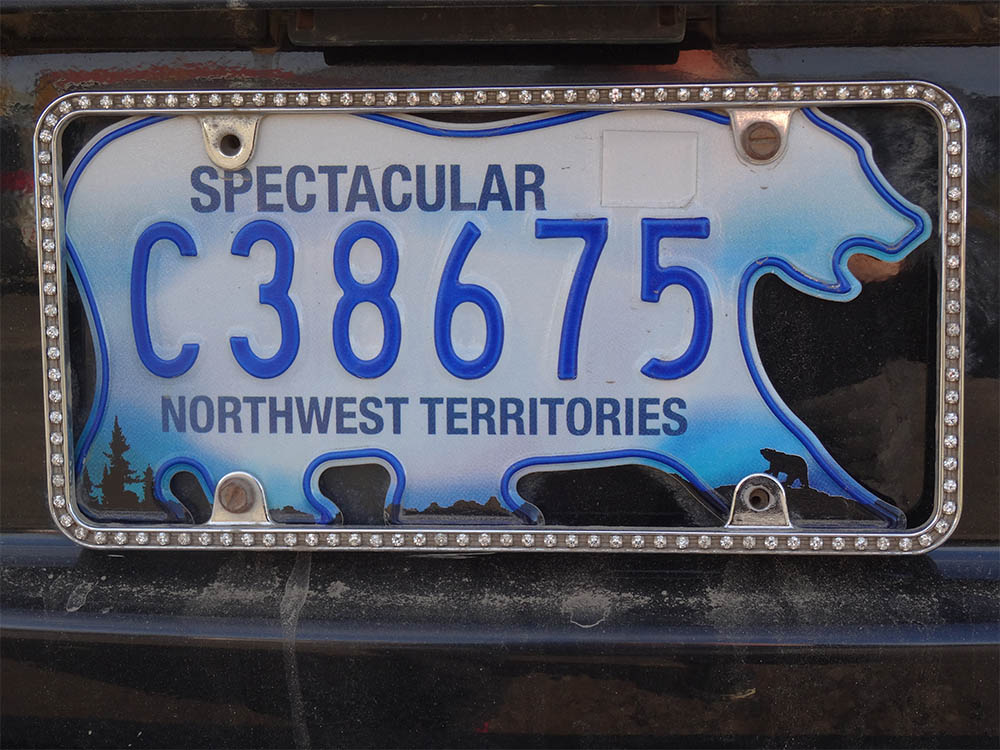 SPECTACULAR
C38675
NORTHWEST TERRITORIES